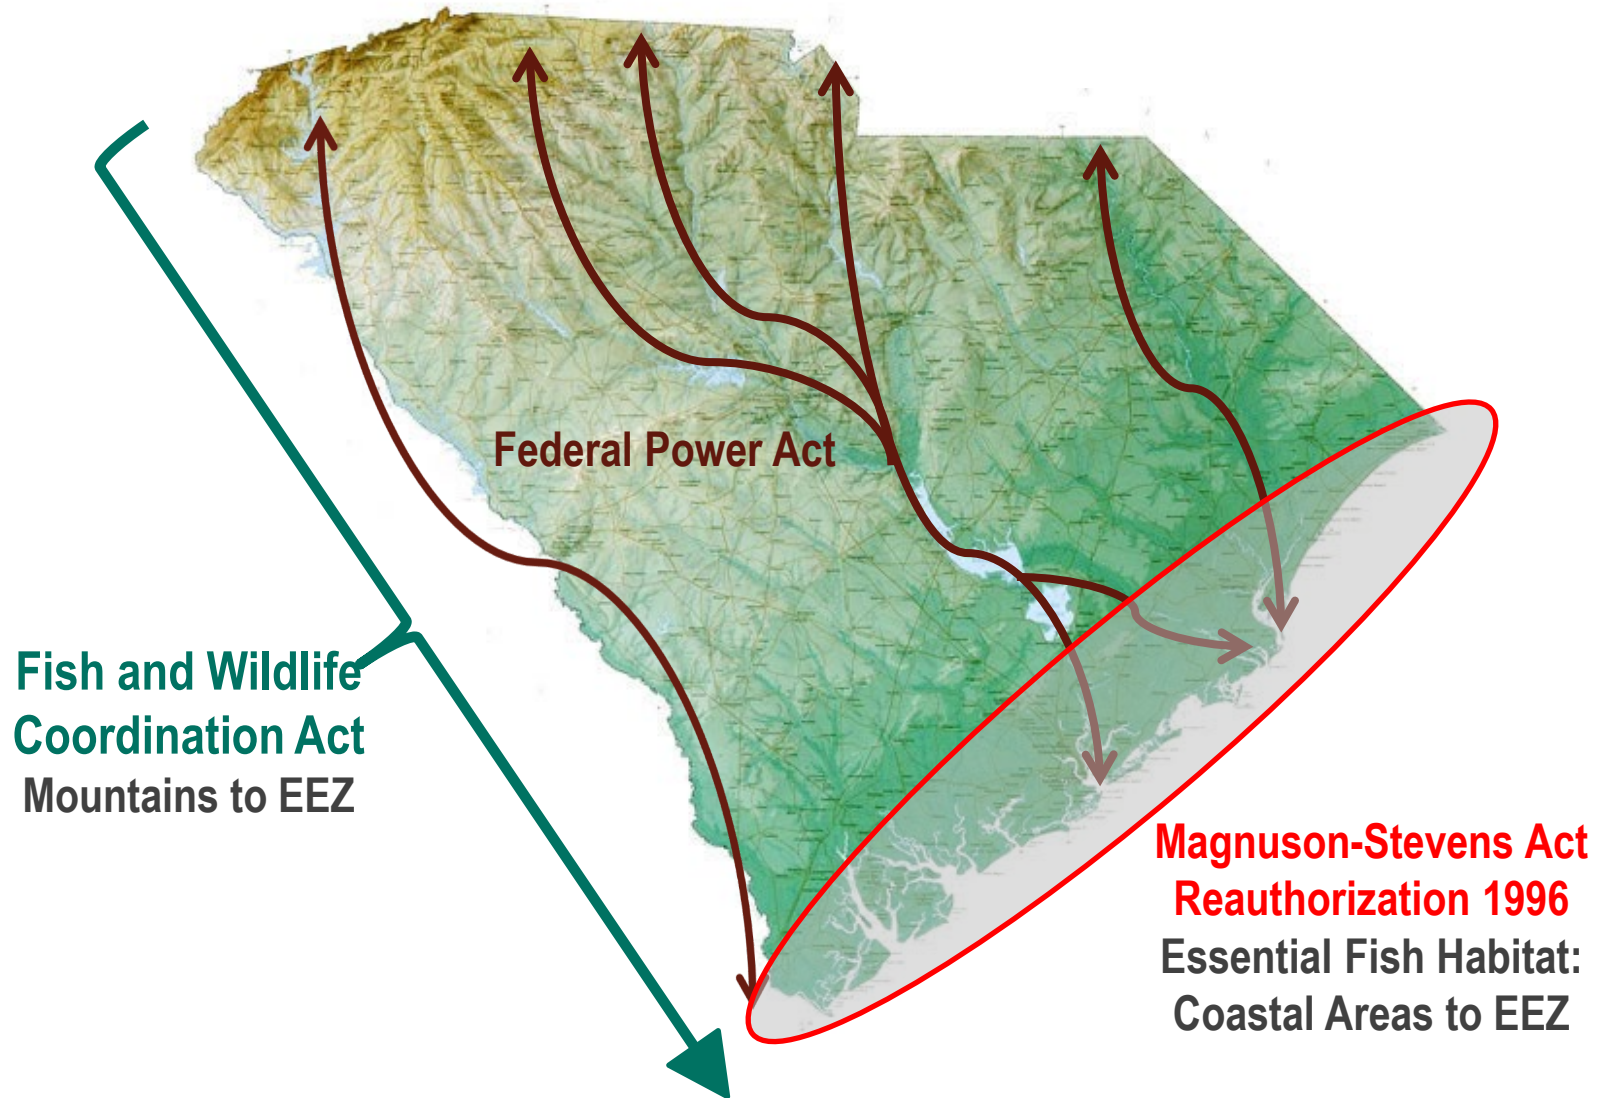 Federal Power Act
Fish and Wildlife
Coordination Act
Mountains to EEZ
Magnuson-Stevens Act
Reauthorization 1996
Essential Fish Habitat:
Coastal Areas to EEZ